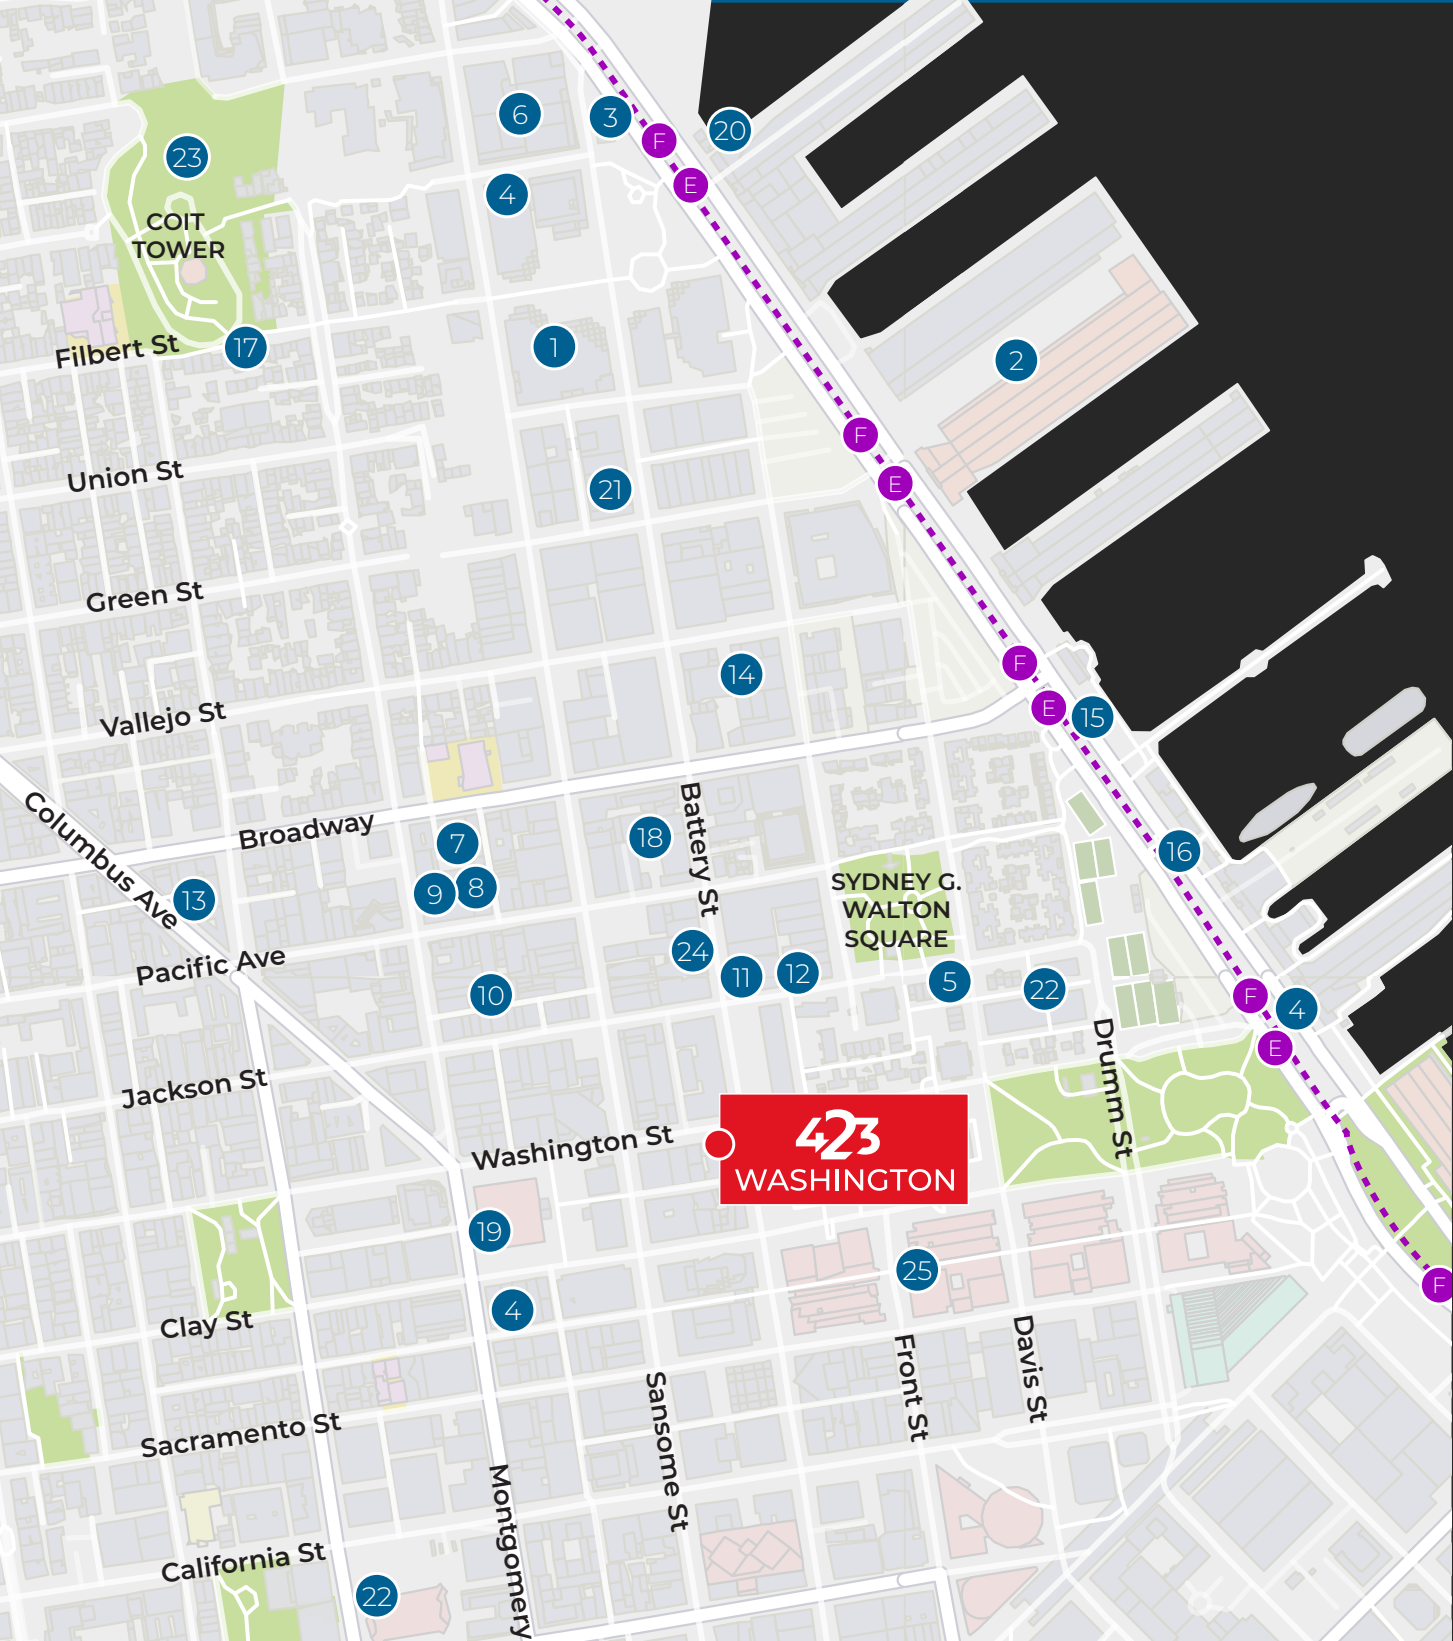 6
3
F
20
23
E
4
COIT
TOWER
Filbert St
17
1
2
F
Union St
21
E
Green St
F
14
E
15
Vallejo St
Columbus Ave
Broadway
7
18
Battery St
16
13
9
8
SYDNEY G.
WALTON
SQUARE
Pacific Ave
24
11
12
5
22
10
F
4
E
Jackson St
Drumm St
Washington St
423
WASHINGTON
19
25
F
Clay St
4
Front St
Davis St
Sacramento St
Sansome St
Montgomery
California St
22